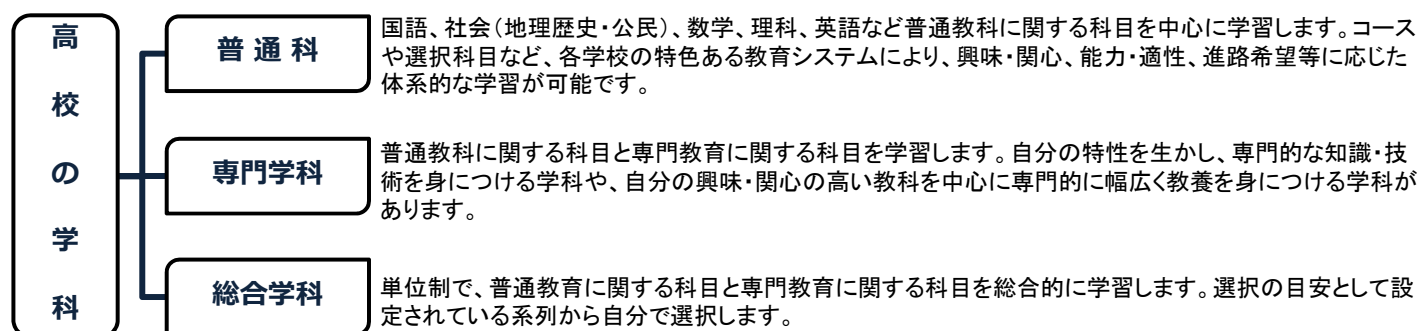 高校の学科
普通科
国語、社会(地理歴史・公民)、数学、理科、英語など普通教科に関する科目を中心に学習します。コース
や選択科目など、各学校の特色ある教育システムにより、興味・関心、能力・適性、進路希望等に応じた
体系的な学習が可能です。
専門学科
普通教科に関する科目と専門教育に関する科目を学習します。自分の特性を生かし、専門的な知識・技
術を身につける学科や、自分の興味・関心の高い教科を中心に専門的に幅広く教養を身につける学科が
あります。
総合学科
単位制で、普通教育に関する科目と専門教育に関する科目を総合的に学習します。選択の目安として設
定されている系列から自分で選択します。